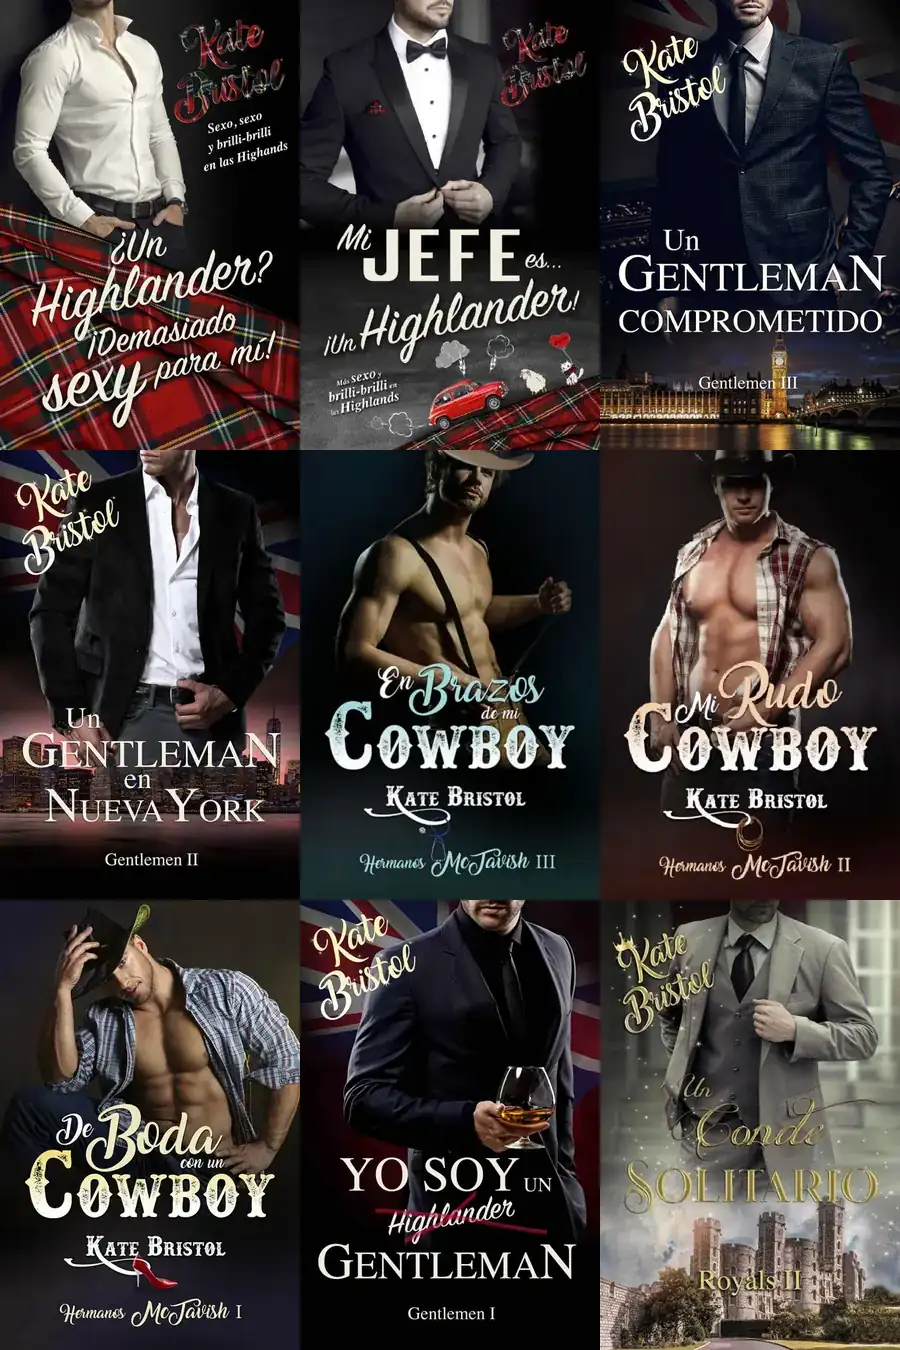 Kate
Bristol
Sexo, sexo
y brilli-brilli
en las Highands
¿Un
Highlander?
¡Demasiado
sexy para mí!
Kate
Bristol
Mi
JEFE es...
¡Un Highlander!
Más sexo y
brilli-brilli en
las Highlands
Kate
Bristol
Un
GENTLEMAN
COMPROMETIDO
Gentlemen III
Kate
Bristol
Un
GENTLEMAN
en
NUEVA YORK
Gentlemen II
En Brazos
de mi
COWBOY
KATE BRISTOL
Hermanos McTavish III
Mi Rudo
COWBOY
KATE BRISTOL
Hermanos McTavish II
De Boda
con un
COWBOY
KATE BRISTOL
Hermanos McTavish I
Kate
Bristol
YO SOY UN
Highlander
GENTLEMAN
Gentlemen I
Kate
Bristol
Un
Conde
SOLITARIO
Royals II